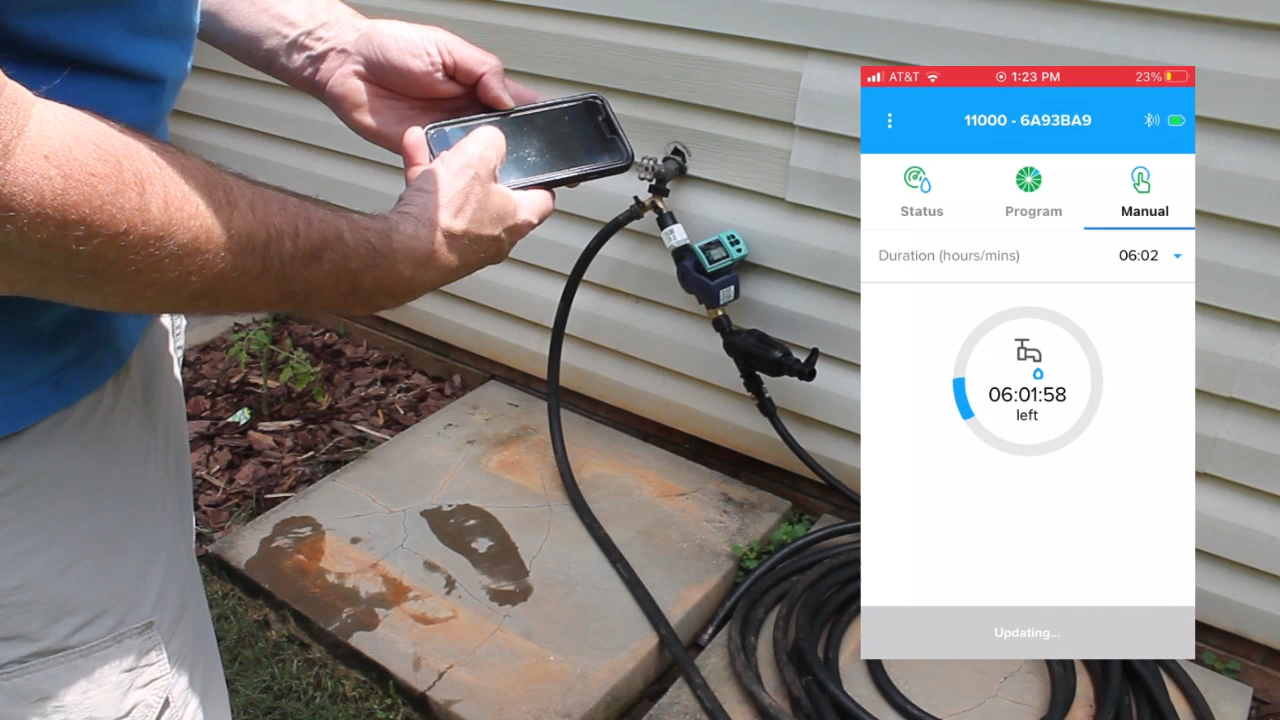 AT&T 1:23 PM 23%
11000 - 6A93BA9
Status Program Manual
Duration (hours/mins) 06:02
06:01:58
left
Updating...